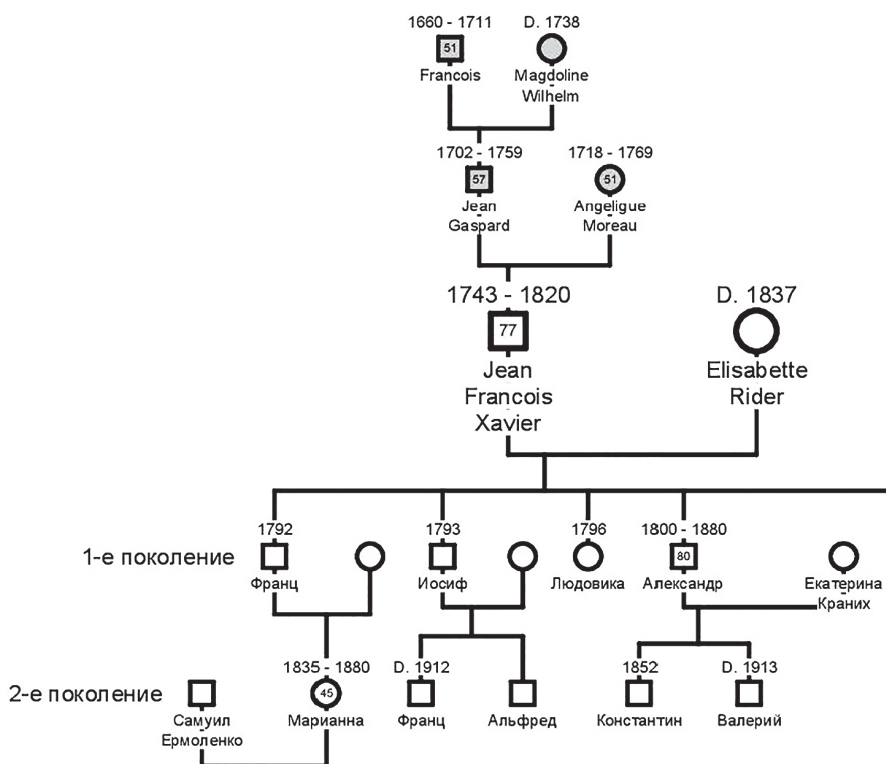 1660 - 1711 D. 1738
51
Francois Magdoline
Wilhelm
1702 - 1759 1718 - 1769
57 51
Jean Angeligue
Gaspard Moreau
1743 - 1820 D. 1837
77
Jean Elisabette
Francois Rider
Xavier
1792 1793 1796 1800 - 1880
1-е поколение 80
Франц Иосиф Людовика Александр Екатерина
Краних
1835 - 1880 D. 1912 1852 D. 1913
2-е поколение 45
Самуил Марианна Франц Альфред Константин Валерий
Ермоленко